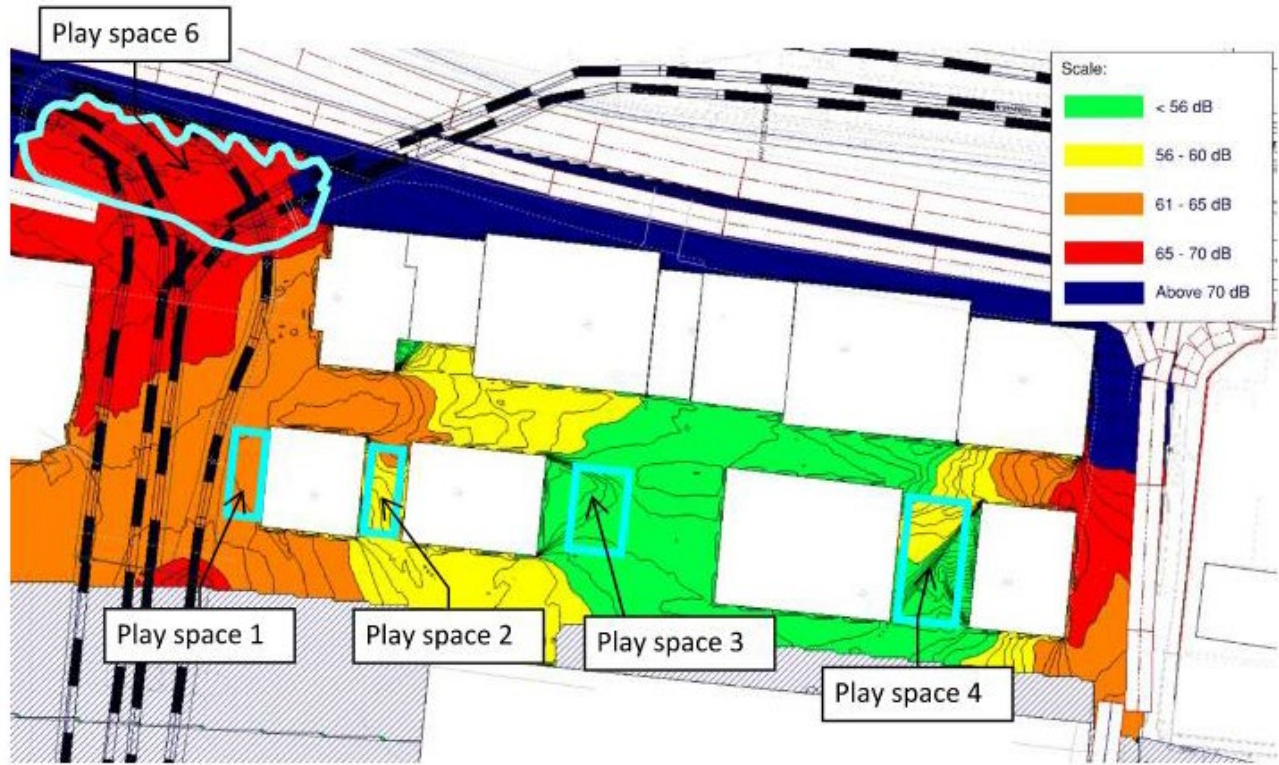 Play space 6
Scale:
< 56 dB
56 - 60 dB
61 - 65 dB
65 - 70 dB
Above 70 dB
Play space 1
Play space 2
Play space 3
Play space 4